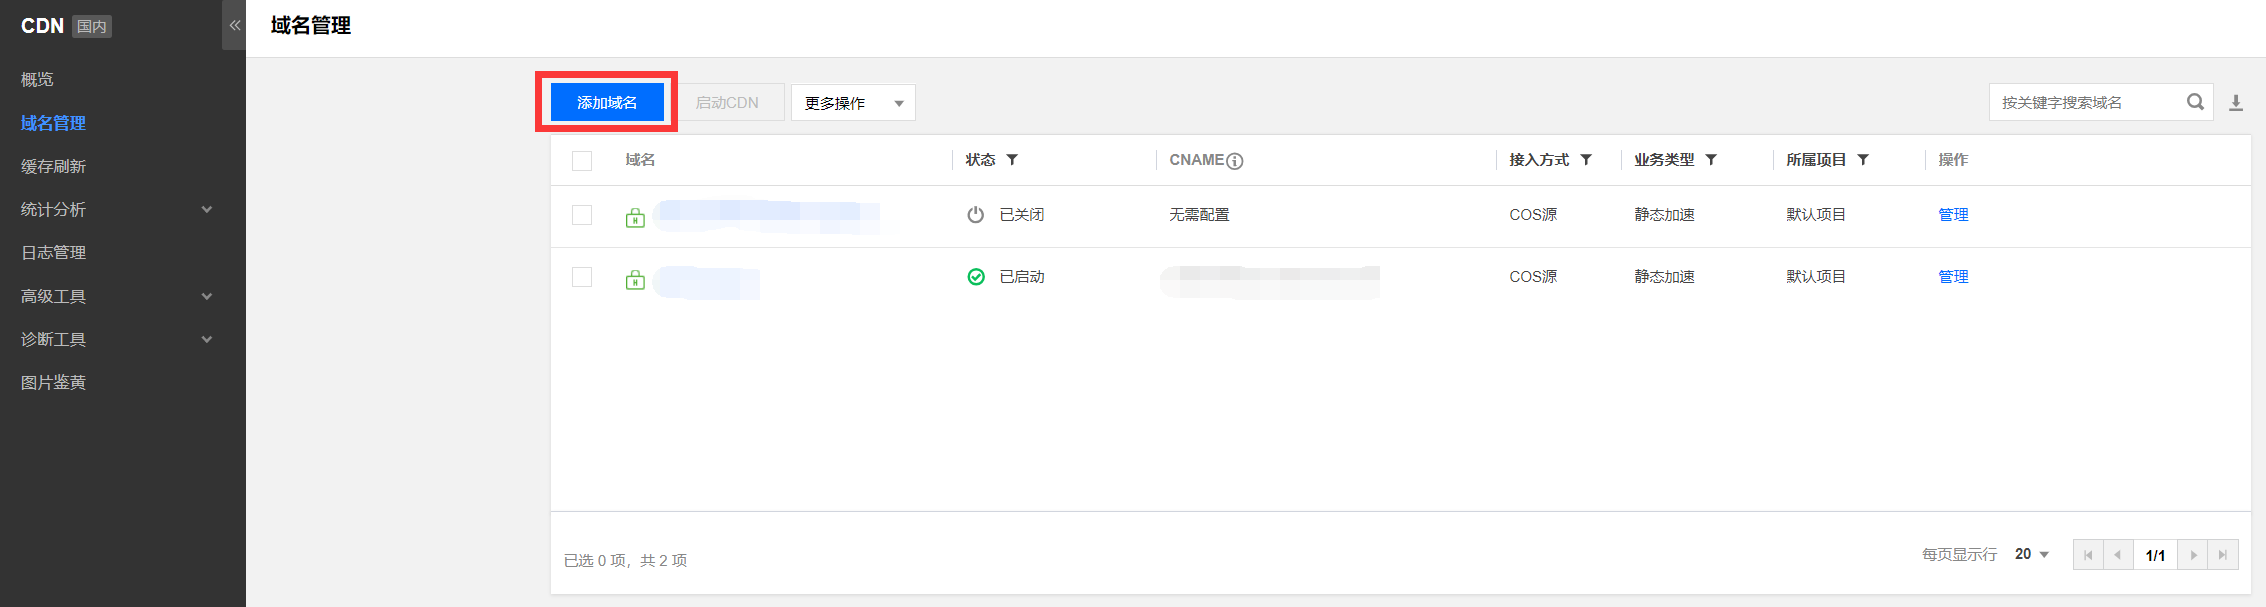 CDN 国内
域名管理
概览
域名管理
缓存刷新
统计分析
日志管理
高级工具
诊断工具
图片鉴黄
添加域名 启动CDN 更多操作 按关键字搜索域名
域名 状态 CNAME 接入方式 业务类型 所属项目 操作
H 已关闭 无需配置 COS源 静态加速 默认项目 管理
H 已启动 COS源 静态加速 默认项目 管理
已选 0 项，共 2 项 每页显示行 20 1/1